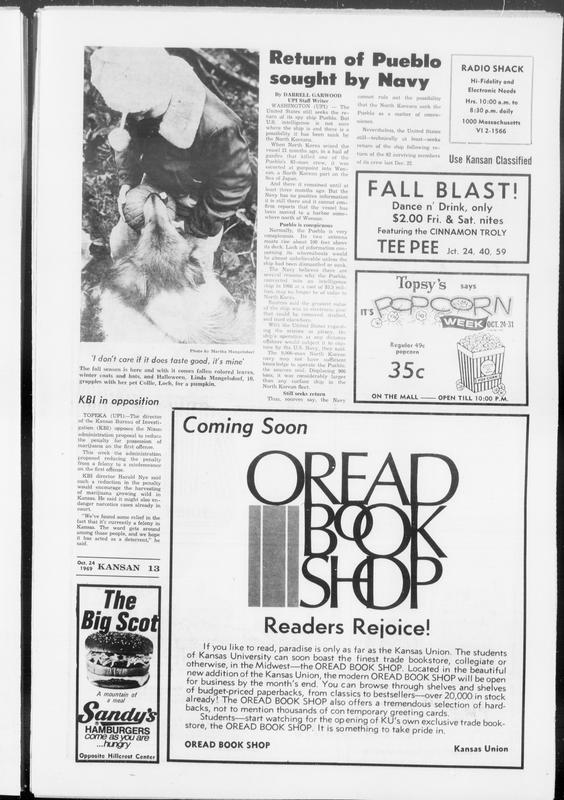 Photo by Martha Mangelsdorf
'I don't care if it does taste good, it's mine'
The fall season is here and with it comes fallen colored leaves,
winter coats and hats, and Halloween. Linda Mangelsdorf, 10,
grapples with her pet Collie, Loch, for a pumpkin.
KBI in opposition
TOPEKA (UPI)—The director
of the Kansas Bureau of Investi-
gation (KBI) opposes the Nixon
administration proposal to reduce
the penalty for possession of
marijuana on the first offense.
This week the administration
proposed reducing the penalty
from a felony to a misdemeanor
on the first offense.
KBI director Harold Nye said
such a reduction in the penalty
would encourage the harvesting
of marijuana growing wild in
Kansas. He said it might also en-
danger narcotics cases already in
court.
"We've found some relief in the
fact that it's currently a felony in
Kansas. The word gets around
among those people, and we hope
it has acted as a deterrent," he
said.
Oct. 24
1969 KANSAN 13
The
Big Scot
A mountain of
a meal
Sandy's
HAMBURGERS
come as you are
...hungry
Opposite Hillcrest Center
Return of Pueblo
sought by Navy
By DARRELL GARWOOD
UPI Staff Writer
WASHINGTON (UPI) — The
United States still seeks the re-
turn of its spy ship Pueblo. But
U.S. intelligence is not sure
where the ship is and there is a
possibility it has been sunk by
the North Koreans.
When North Korea seized the
vessel 21 months ago, in a hail of
gunfire that killed one of the
Pueblo's 83-man crew, it was
escorted at gunpoint into Won-
san, a North Korean port on the
Sea of Japan.
And there it remained until at
least three months ago. But the
Navy has no positive information
it is still there and it cannot con-
firm reports that the vessel has
been moved to a harbor some-
where north of Wonsan.
Pueblo is conspicuous
Normally, the Pueblo is very
conspicuous. Its two antenna
masts rise about 100 feet above
its deck. Lack of information con-
cerning its whereabouts would
be almost unbelievable unless the
ship had been dismantled or sunk.
The Navy believes there are
several reasons why the Pueblo,
converted into an intelligence
ship in 1966 at a cost of mil-
lion, may no longer be of value to
North Korea.
Sources said the greatest value
of the ship was in electronic gear
that could be removed, studied,
and used elsewhere.
With the United States regard-
ing the seizure as piracy, the
ship's operation at any distance
offshore would subject it to
ture by the U.S. Navy, they said.
The 9,000-man North Korean
navy may not have sufficient
knowledge to operate the Pueblo,
the sources said. Displacing 906
tons, it was considerably larger
than any surface ship in the
North Korean fleet.
Still seeks return
Thus, sources say, the Navy
cannot rule out the possibility
that the North Koreans sunk the
Pueblo as a matter of conve-
nience.
Nevertheless, the United States
still—technically at least—seeks
return of the ship following re-
turn of the 82 surviving members
of its crew last Dec. 22.
RADIO SHACK
Hi-Fidelity and
Electronic Needs
Hrs. 10:00 a.m. to
8:30 p.m. daily
1000 Massachusetts
VI 2-1566
Use Kansan Classified
FALL BLAST!
Dance n' Drink, only
$2.00 Fri. & Sat. nites
Featuring the CINNAMON TROLY
TEE PEE Jct. 24, 40, 59
Topsy's says
IT'S POPCORN
WEEK OCT. 24-31
Regular 49c
popcorn
35c
POPCORN
ON THE MALL — OPEN TILL 10:00 P.M.
Coming Soon
OREAD
BOOK
SHOP
Readers Rejoice!
If you like to read, paradise is only as far as the Kansas Union. The students
of Kansas University can soon boast the finest trade bookstore, collegiate or
otherwise, in the Midwest—the OREAD BOOK SHOP. Located in the beautiful
new addition of the Kansas Union, the modern OREAD BOOK SHOP will be open
for business by the month's end. You can browse through shelves and shelves
of budget-priced paperbacks, from classics to bestsellers—over 20,000 in stock
already! The OREAD BOOK SHOP also offers a tremendous selection of hard-
backs, not to mention thousands of contemporary greeting cards.
Students—start watching for the opening of KU's own exclusive trade book-
store, the OREAD BOOK SHOP. It is something to take pride in.
OREAD BOOK SHOP
Kansas Union